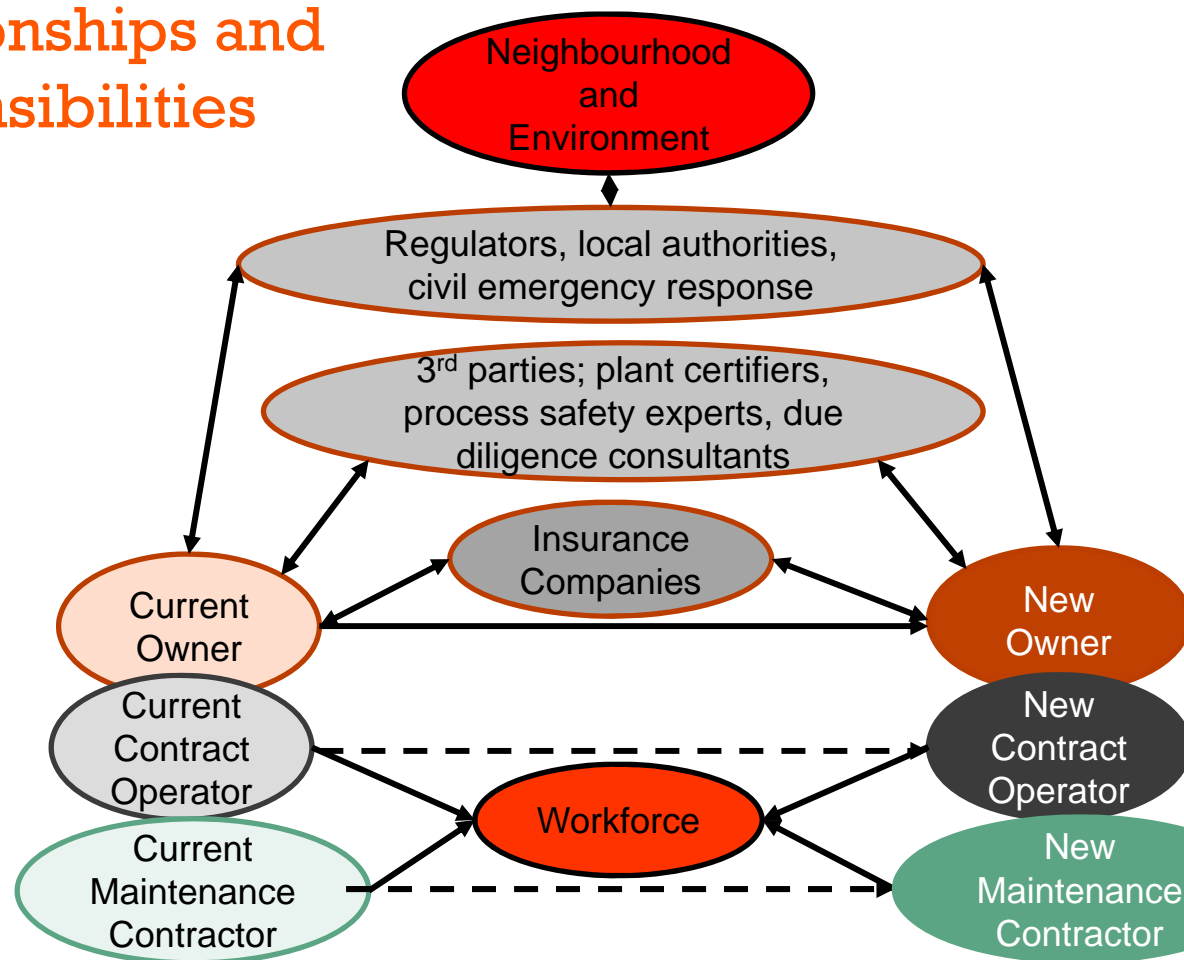 onships and
nsibilities
Neighbourhood
and
Environment
Regulators, local authorities,
civil emergency response
3rd parties; plant certifiers,
process safety experts, due
diligence consultants
Insurance
Companies
Current
Owner
New
Owner
Current
Contract
Operator
New
Contract
Operator
Workforce
Current
Maintenance
Contractor
New
Maintenance
Contractor